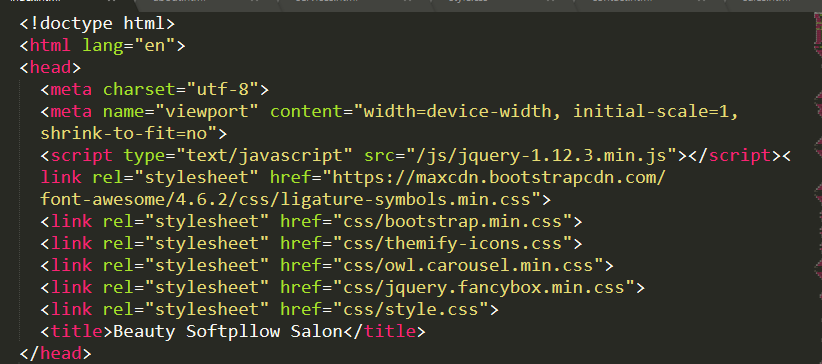 <!doctype html>
<html lang="en">
<head>
<meta charset="utf-8">
<meta name="viewport" content="width=device-width, initial-scale=1,
shrink-to-fit=no">
<script type="text/javascript" src="/js/jquery-1.12.3.min.js"></script><
link rel="stylesheet" href="https://maxcdn.bootstrapcdn.com/
font-awesome/4.6.2/css/ligature-symbols.min.css">
<link rel="stylesheet" href="css/bootstrap.min.css">
<link rel="stylesheet" href="css/themify-icons.css">
<link rel="stylesheet" href="css/owl.carousel.min.css">
<link rel="stylesheet" href="css/jquery.fancybox.min.css">
<link rel="stylesheet" href="css/style.css">
<title>Beauty Softpllow Salon</title>
</head>